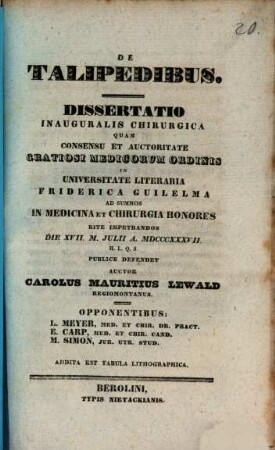 20.
DE
TALIPEDIBUS.
DISSERTATIO
INAUGURALIS CHIRURGICA
QUAM
CONSENSU ET AUCTORITATE
GRATIOSI MEDICORUM ORDINIS
IN
UNIVERSITATE LITERARIA
FRIDERICA GUILELMA
AD SUMMOS
IN MEDICINA ET CHIRURGIA HONORES
RITE IMPETRANDOS
DIE XVII. M. JULII A. MDCCCXXXVII
H. L. Q. S.
PUBLICE DEFENDET
AUCTOR
CAROLUS MAURITIUS LEWALD
REGIOMONTANUS.
OPPONENTIBUS:
L. MEYER, MED. ET CHIR. DR. PRACT.
E. CARP, MED. ET CHIR. CAND.
M. SIMON, JUR. UTR. STUD.
ADDITA EST TABULA LITHOGRAPHICA.
BEROLINI,
TYPIS NIETACKIANIS.